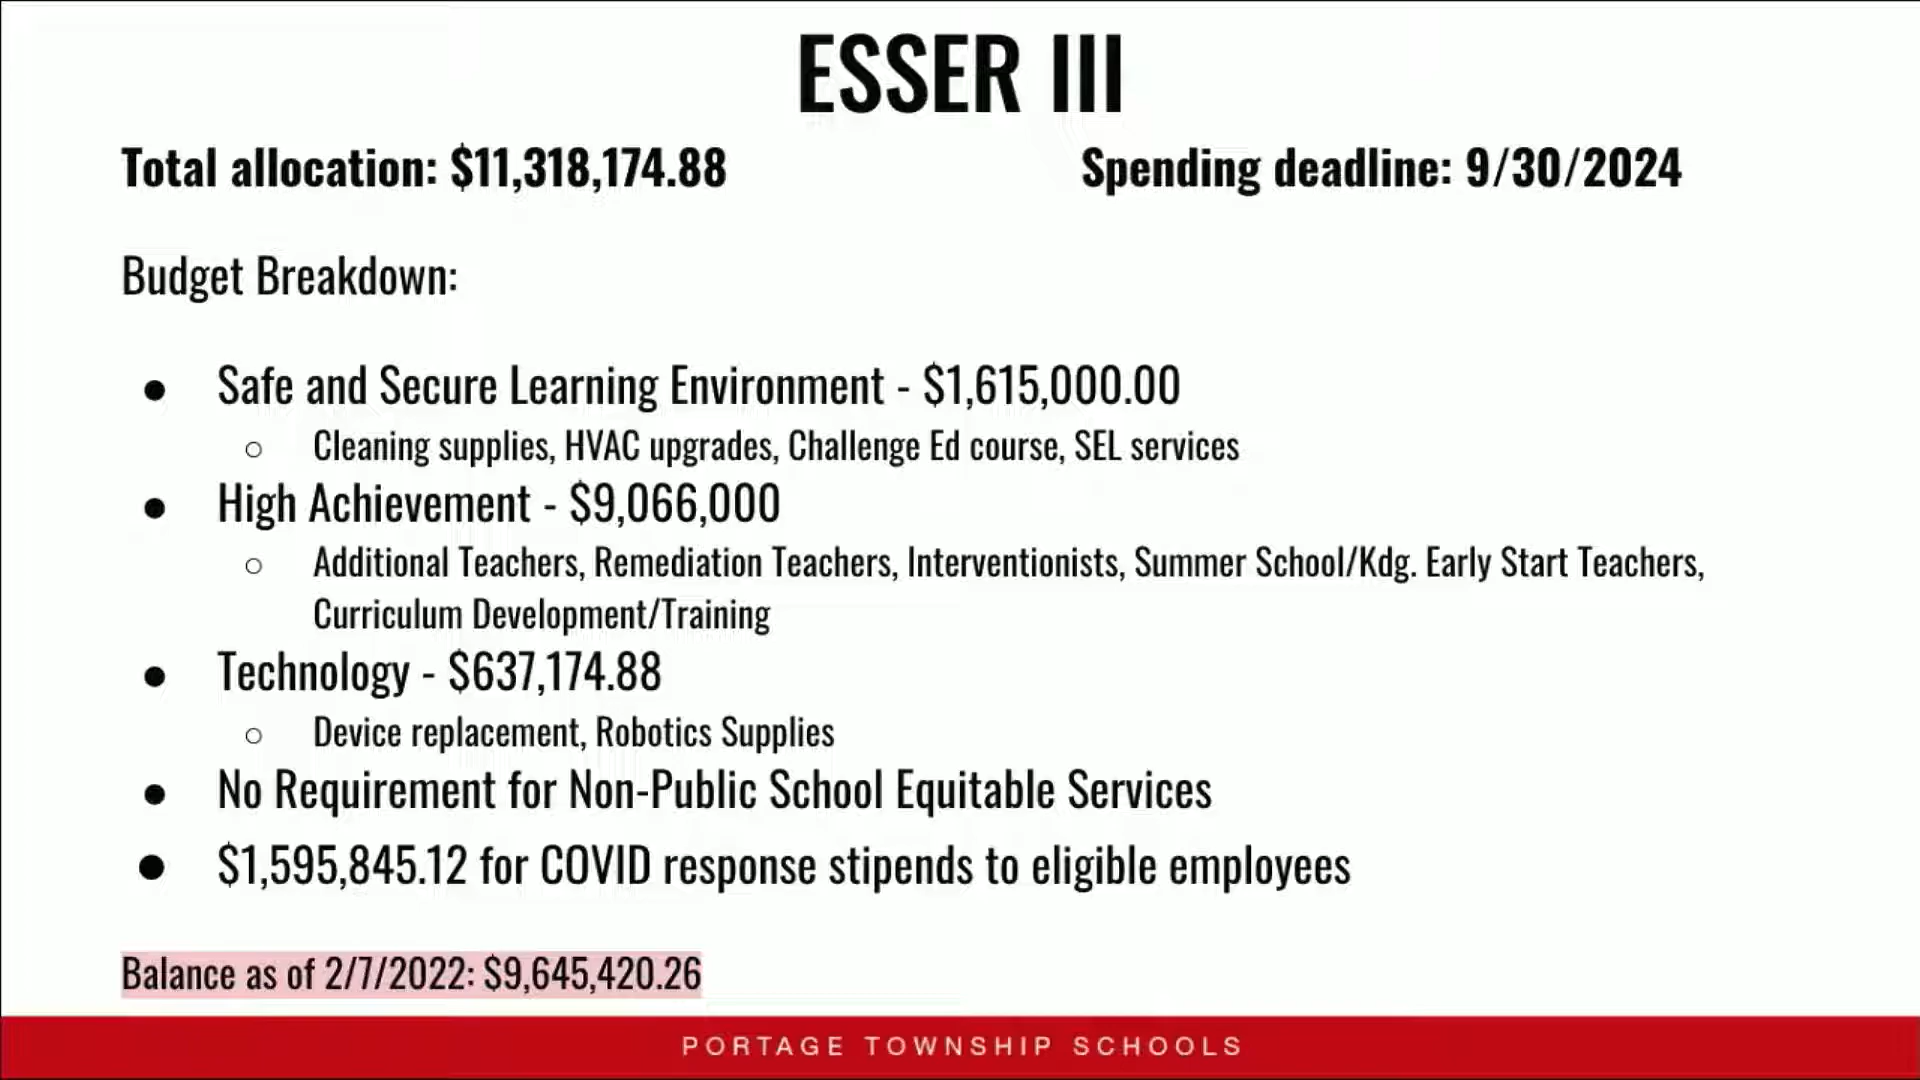 ESSER III
Total allocation: $11,318,174.88 Spending deadline: 9/30/2024
Budget Breakdown:
● Safe and Secure Learning Environment - $1,615,000.00
○ Cleaning supplies, HVAC upgrades, Challenge Ed course, SEL services
● High Achievement - $9,066,000
○ Additional Teachers, Remediation Teachers, Interventionists, Summer School/Kdg. Early Start Teachers,
Curriculum Development/Training
● Technology - $637,174.88
○ Device replacement, Robotics Supplies
● No Requirement for Non-Public School Equitable Services
● $1,595,845.12 for COVID response stipends to eligible employees
Balance as of 2/7/2022: $9,645,420.26
PORTAGE TOWNSHIP SCHOOLS